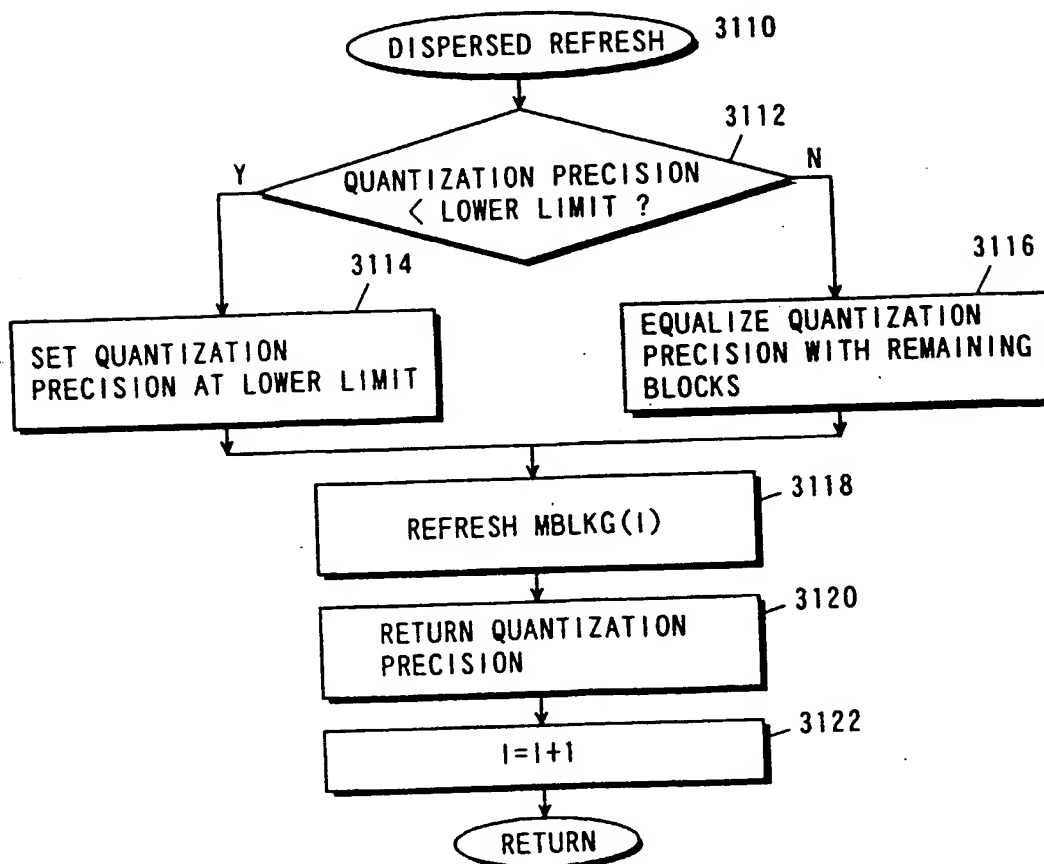 DISPERSED REFRESH
3110
3112
Y
N
QUANTIZATION PRECISION
< LOWER LIMIT ?
3114
3116
SET QUANTIZATION
PRECISION AT LOWER LIMIT
EQUALIZE QUANTIZATION
PRECISION WITH REMAINING
BLOCKS
3118
REFRESH MBLKG(I)
3120
RETURN QUANTIZATION
PRECISION
3122
I=I+1
RETURN